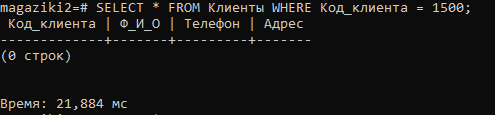 magaziki2=# SELECT * FROM Клиенты WHERE Код_клиента = 1500;
 Код_клиента | Ф_И_О | Телефон | Адрес
-------------+-------+---------+-------
(0 строк)
Время: 21,884 мс